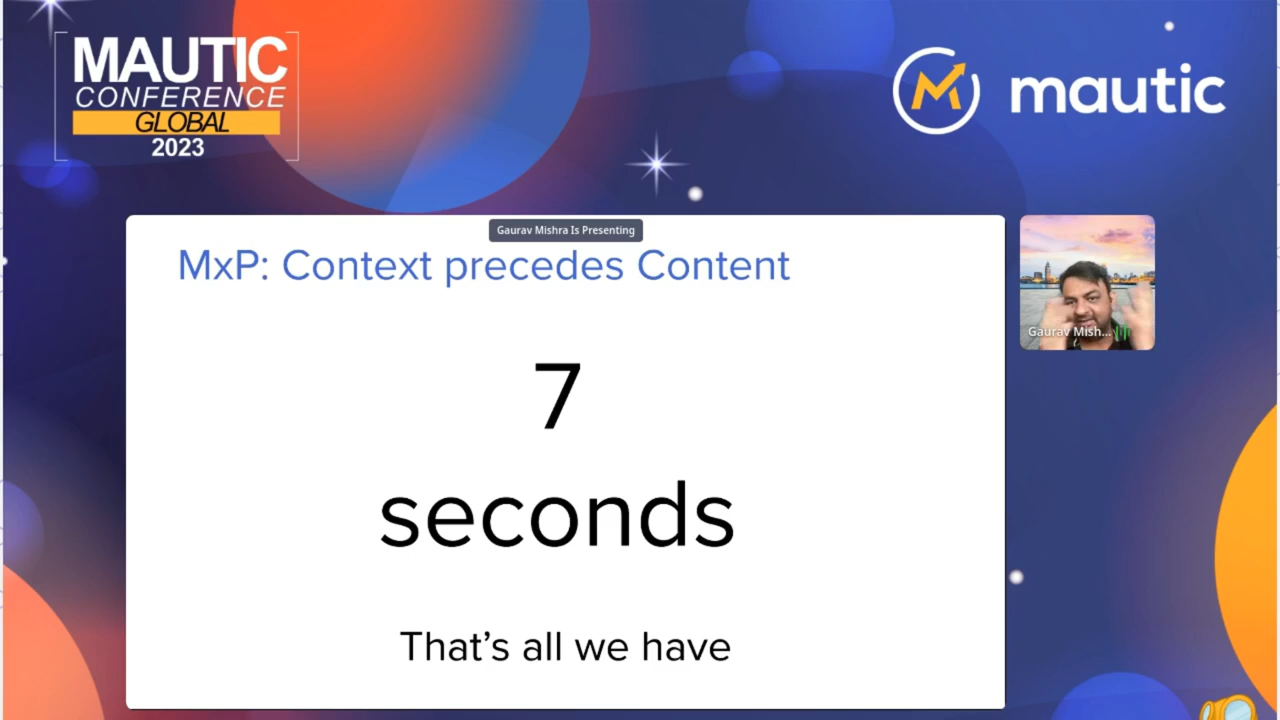 MAUTIC
CONFERENCE
GLOBAL
2023
mautic
Gaurav Mishra Is Presenting
MxP: Context precedes Content
7
seconds
That’s all we have
Gaurav Mish...